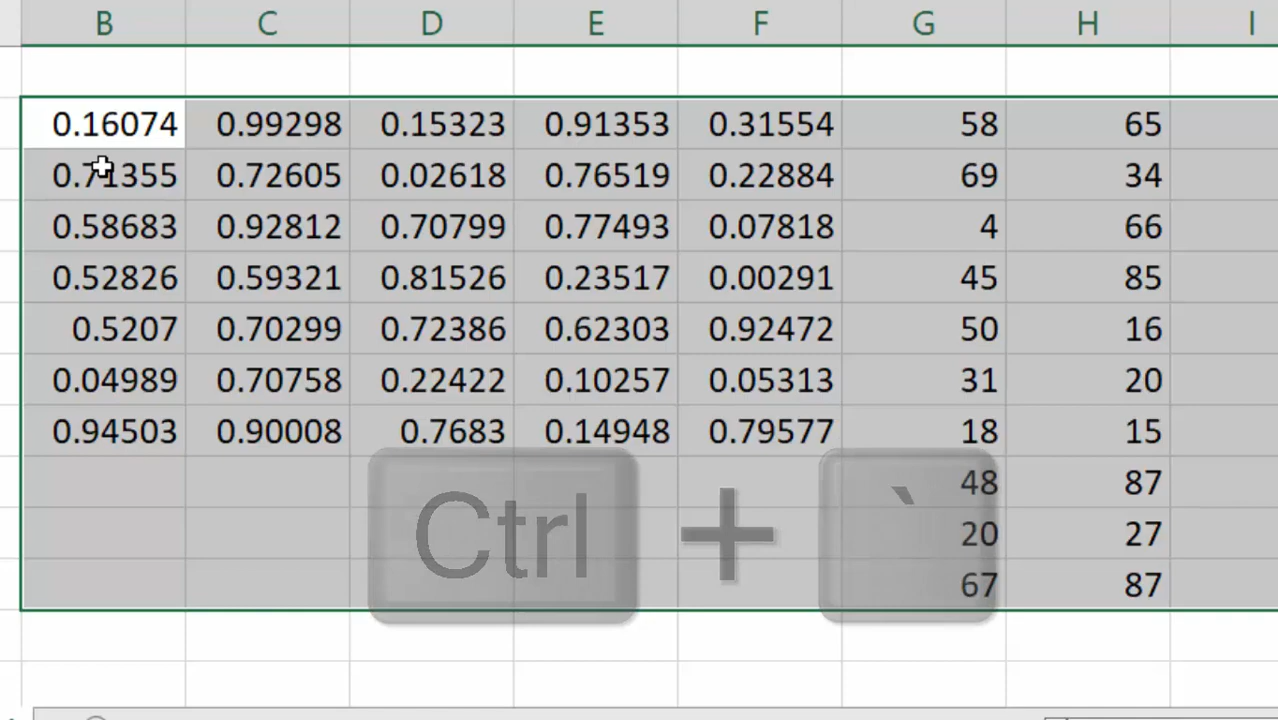 B C D E F G H I
0.16074 0.99298 0.15323 0.91353 0.31554 58 65
0.71355 0.72605 0.02618 0.76519 0.22884 69 34
0.58683 0.92812 0.70799 0.77493 0.07818 4 66
0.52826 0.59321 0.81526 0.23517 0.00291 45 85
0.5207 0.70299 0.72386 0.62303 0.92472 50 16
0.04989 0.70758 0.22422 0.10257 0.05313 31 20
0.94503 0.90008 0.7683 0.14948 0.79577 18 15
48 87
20 27
67 87
Ctrl + `